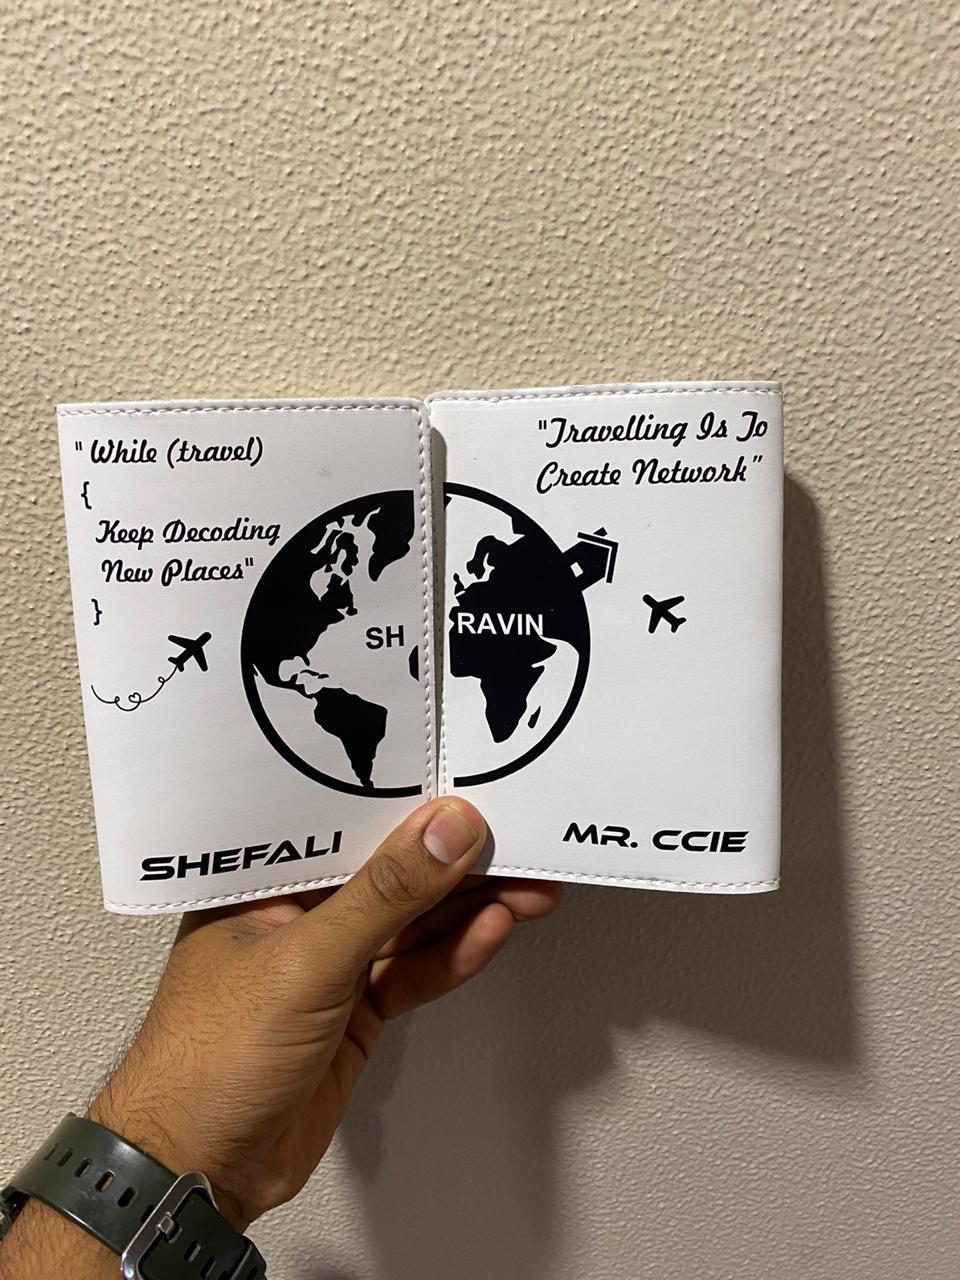 " While (travel)
{
Keep Decoding
New Places"
}
SH
SHEFALI
"Travelling Is To
Create Network"
RAVIN
MR. CCIE